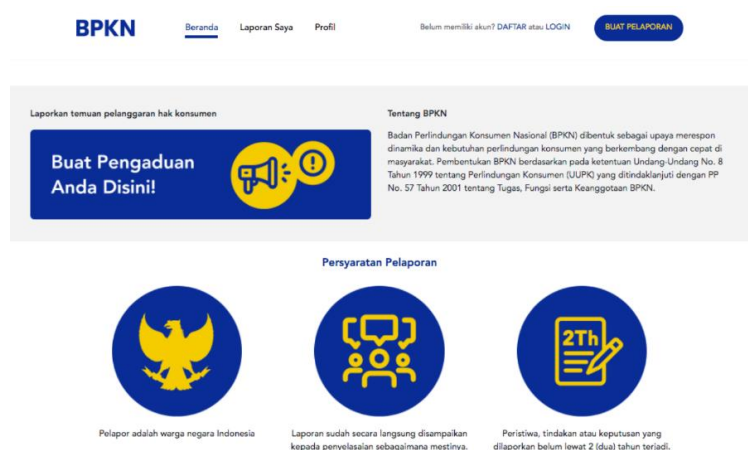 BPKN
Beranda
Laporan Saya
Profil
Belum memiliki akun? DAFTAR atau LOGIN
BUAT PELAPORAN
Laporkan temuan pelanggaran hak konsumen
Buat Pengaduan
Anda Disini!
Tentang BPKN
Badan Perlindungan Konsumen Nasional (BPKN) dibentuk sebagai upaya merespon
dinamika dan kebutuhan perlindungan konsumen yang berkembang dengan cepat di
masyarakat. Pembentukan BPKN berdasarkan pada ketentuan Undang-Undang No. 8
Tahun 1999 tentang Perlindungan Konsumen (UUPK) yang ditindaklanjuti dengan PP
No. 57 Tahun 2001 tentang Tugas, Fungsi serta Keanggotaan BPKN.
Persyaratan Pelaporan
2Th
Pelapor adalah warga negara Indonesia
Laporan sudah secara langsung disampaikan
kepada penyelasaian sebagaimana mestinya.
Peristiwa, tindakan atau keputusan yang
dilaporkan belum lewat 2 (dua) tahun terjadi.